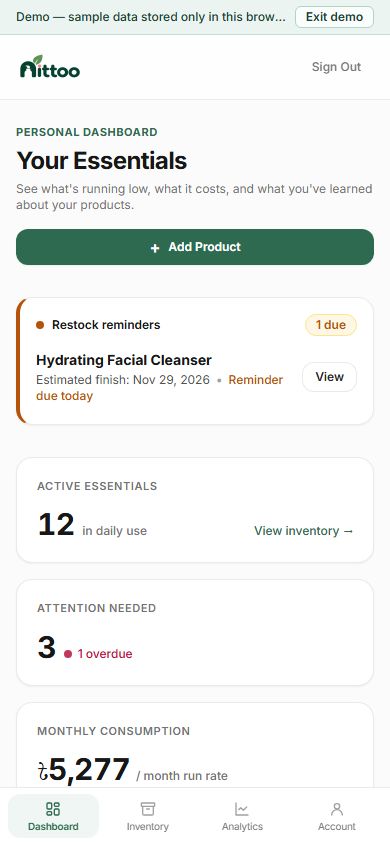 Demo — sample data stored only in this brow...
Exit demo
Nittoo
Sign Out
PERSONAL DASHBOARD
Your Essentials
See what's running low, what it costs, and what you've learned
about your products.
+ Add Product
Restock reminders
1 due
Hydrating Facial Cleanser
Estimated finish: Nov 29, 2026 • Reminder
due today
View
ACTIVE ESSENTIALS
12 in daily use
View inventory →
ATTENTION NEEDED
3 1 overdue
MONTHLY CONSUMPTION
৳5,277 / month run rate
Dashboard
Inventory
Analytics
Account